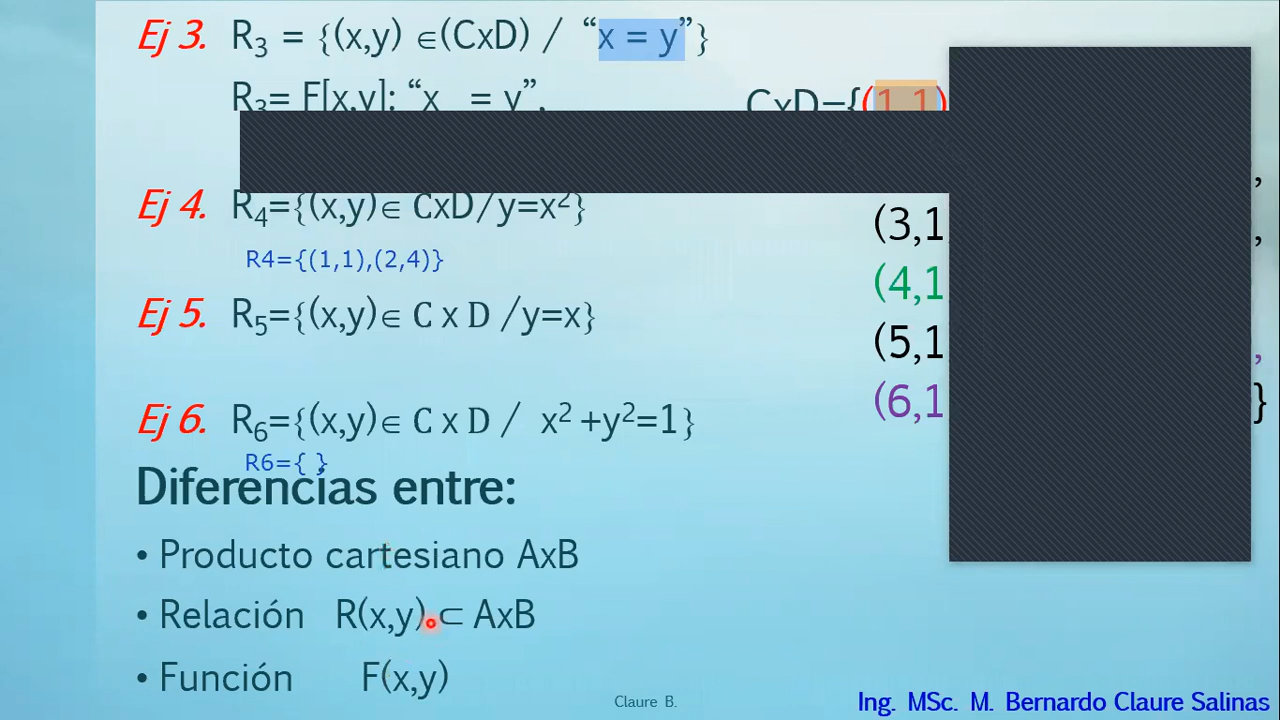 Ej 3. R₃ = {(x,y) ∈(CxD) / “x = y”}
R₃= F[x,y]: “x = y”,
CxD={(1,1)
Ej 4. R₄={(x,y)∈ CxD/y=x²}
R4={(1,1),(2,4)}
(3,1
(4,1
Ej 5. R₅={(x,y)∈ C x D /y=x}
(5,1
(6,1 }
Ej 6. R₆={(x,y)∈ C x D / x² +y²=1}
R6={ }
Diferencias entre:
• Producto cartesiano AxB
• Relación R(x,y) ⊂ AxB
• Función F(x,y)
Claure B.
Ing. MSc. M. Bernardo Claure Salinas